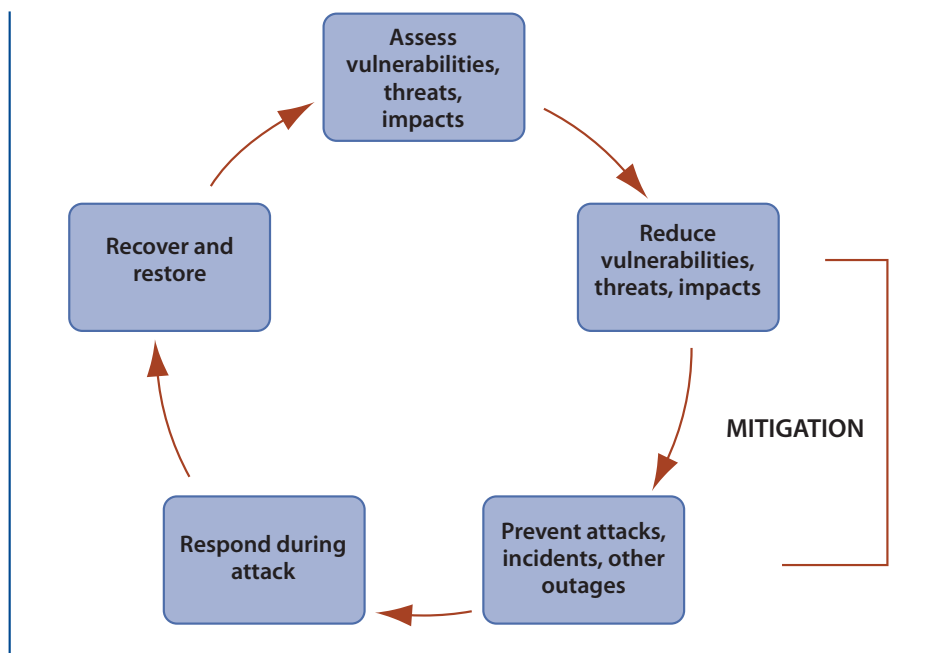 Assess
vulnerabilities,
threats,
impacts
Reduce
vulnerabilities,
threats, impacts
MITIGATION
Prevent attacks,
incidents, other
outages
Respond during
attack
Recover and
restore